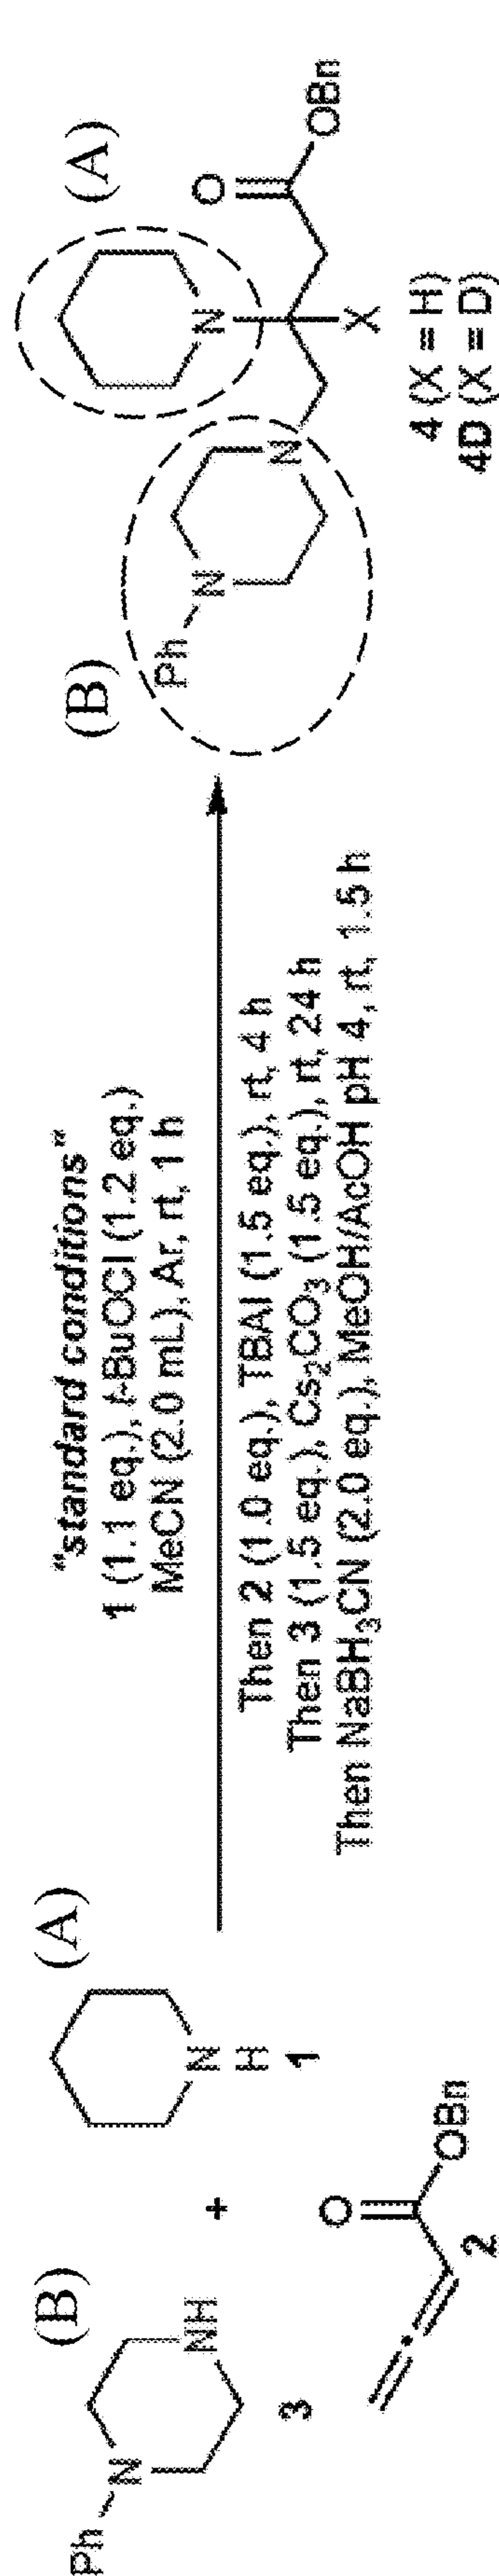 (B)
Ph
N
NH
3
+
(A)
N
H
1
O
OBn
2
"standard conditions"
1 (1.1 eq.), t-BuOCl (1.2 eq.)
MeCN (2.0 mL), Ar, rt, 1 h
Then 2 (1.0 eq.), TBAI (1.5 eq.), rt, 4 h
Then 3 (1.5 eq.), Cs₂CO₃ (1.5 eq.), rt, 24 h
Then NaBH₃CN (2.0 eq.), MeOH/AcOH pH 4, rt, 1.5 h
(B)
(A)
Ph
N
N
N
O
OBn
X
4 (X = H)
4D (X = D)